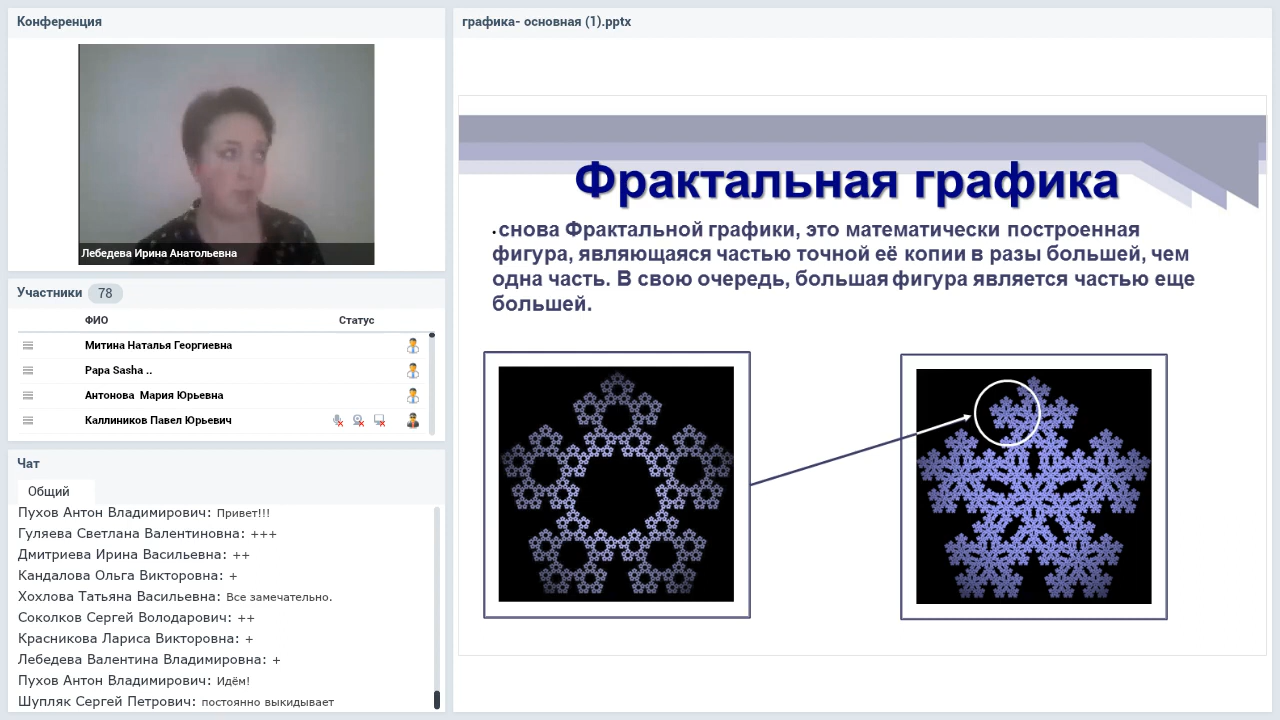 Конференция
Лебедева Ирина Анатольевна
Участники 78
ФИО Статус
Митина Наталья Георгиевна
Papa Sasha ..
Антонова Мария Юрьевна
Каллиников Павел Юрьевич
Чат
Общий
Пухов Антон Владимирович: Привет!!!
Гуляева Светлана Валентиновна: +++
Дмитриева Ирина Васильевна: ++
Кандалова Ольга Викторовна: +
Хохлова Татьяна Васильевна: Все замечательно.
Соколков Сергей Володарович: ++
Красникова Лариса Викторовна: +
Лебедева Валентина Владимировна: +
Пухов Антон Владимирович: Идём!
Шупляк Сергей Петрович: постоянно выкидывает
графика- основная (1).pptx
Фрактальная графика
•снова Фрактальной графики, это математически построенная
фигура, являющаяся частью точной её копии в разы большей, чем
одна часть. В свою очередь, большая фигура является частью еще
большей.